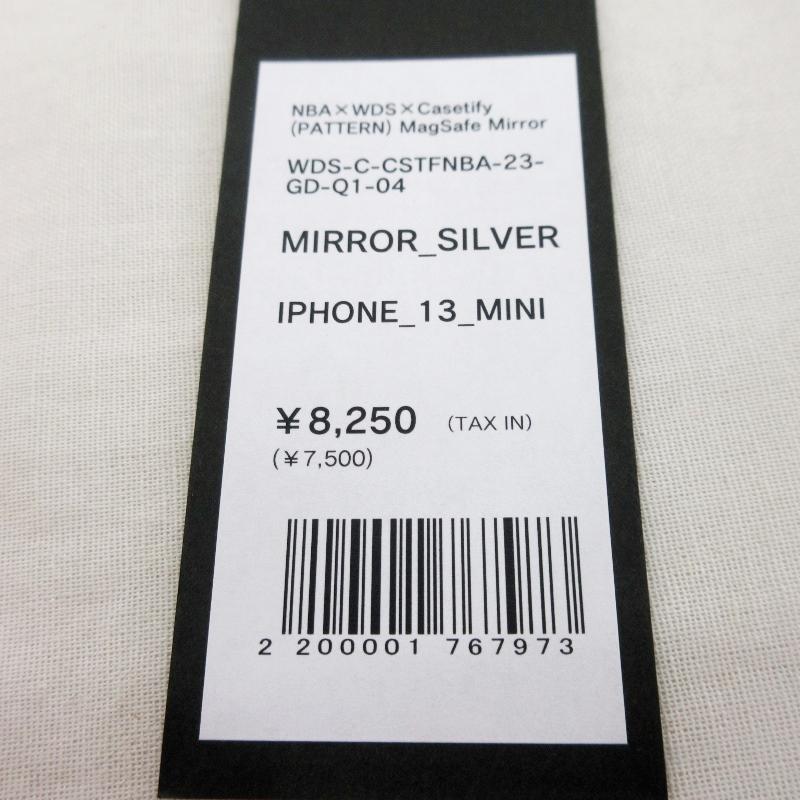 NBA×WDS×Casetify
(PATTERN) MagSafe Mirror
WDS-C-CSTFNBA-23-
GD-Q1-04
MIRROR_SILVER
IPHONE_13_MINI
¥8,250 (TAX IN)
(¥7,500)
2 200001 767973